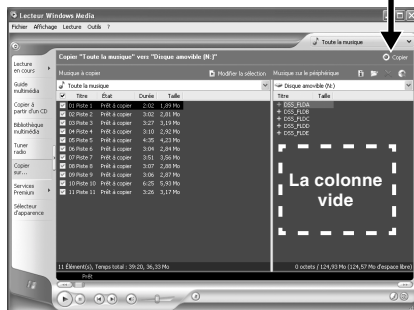 Lecteur Windows Media
Fichier Affichage Lecture Outils ?
Toute la musique
Copier "Toute la musique" vers "Disque amovible (N:)"
Copier
Musique à copier
Modifier la sélection
Musique sur le périphérique
Toute la musique
Disque amovible (N:)
Titre État Durée Taille
Titre Taille
01 Piste 1 Prêt à copier 2:02 1,89 Mo
02 Piste 2 Prêt à copier 3:02 2,81 Mo
03 Piste 3 Prêt à copier 3:27 3,19 Mo
04 Piste 4 Prêt à copier 3:10 2,92 Mo
05 Piste 5 Prêt à copier 4:35 4,23 Mo
06 Piste 6 Prêt à copier 3:04 2,84 Mo
07 Piste 7 Prêt à copier 3:51 3,56 Mo
08 Piste 8 Prêt à copier 3:07 2,88 Mo
09 Piste 9 Prêt à copier 3:06 2,87 Mo
10 Piste 10 Prêt à copier 6:25 5,93 Mo
11 Piste 11 Prêt à copier 3:26 3,17 Mo
DSS_FLDA
DSS_FLDB
DSS_FLDC
DSS_FLDD
DSS_FLDE
La colonne
vide
Lecture
en cours
Guide
multimédia
Copier à
partir d'un CD
Bibliothèque
multimédia
Tuner
radio
Copier
sur...
Services
Premium
Sélecteur
d'apparence
11 Élément(s), Temps total : 39:20, 36,33 Mo
0 octets / 124,93 Mo (124,57 Mo d'espace libre)
Prêt